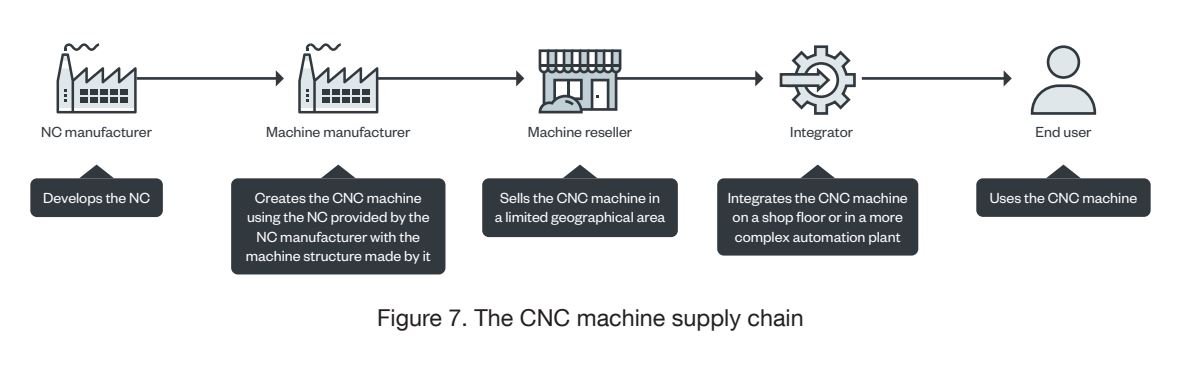 NC manufacturer
Machine manufacturer
Machine reseller
Integrator
End user
Develops the NC
Creates the CNC machine
using the NC provided by the
NC manufacturer with the
machine structure made by it
Sells the CNC machine in
a limited geographical area
Integrates the CNC machine
on a shop floor or in a more
complex automation plant
Uses the CNC machine
Figure 7. The CNC machine supply chain